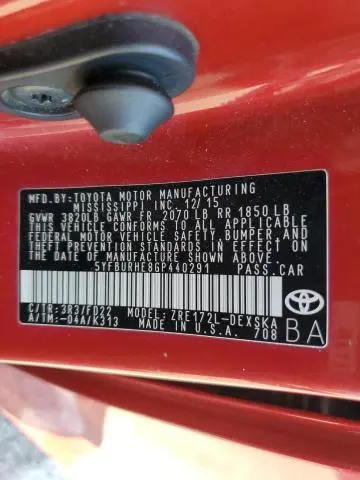 MFD.BY:TOYOTA MOTOR MANUFACTURING
MISSISSIPPI, INC. 12/15
GVWR 3820LB GAWR FR 2070 LB RR 1850 LB
THIS VEHICLE CONFORMS TO ALL APPLICABLE
FEDERAL MOTOR VEHICLE SAFETY, BUMPER, AND
THEFT PREVENTION STANDARDS IN EFFECT ON
THE DATE OF MANUFACTURE SHOWN ABOVE.
5YFBURHE8GP440291 PASS.CAR
C/TR:3R3/FD22 MODEL:ZRE172L-DEXSKA
A/TM:-04A/K313 MADE IN U.S.A. 708
TOYOTA
BA